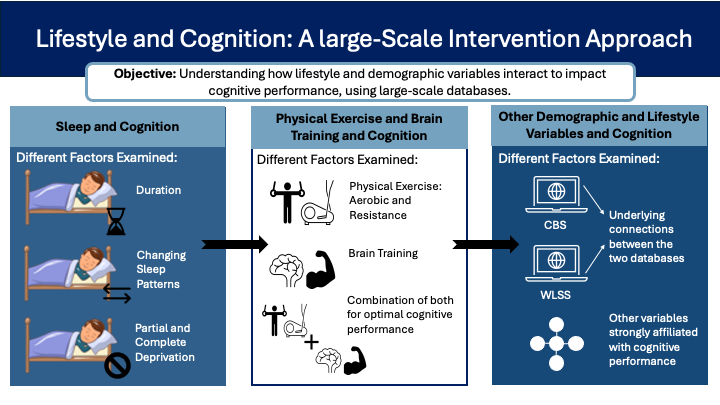 Lifestyle and Cognition: A large-Scale Intervention Approach
Objective: Understanding how lifestyle and demographic variables interact to impact
cognitive performance, using large-scale databases.
Sleep and Cognition
Different Factors Examined:
Duration
Changing
Sleep
Patterns
Partial and
Complete
Deprivation
Physical Exercise and Brain
Training and Cognition
Different Factors Examined:
Physical Exercise:
Aerobic and
Resistance
Brain Training
Combination of both
for optimal cognitive
performance
Other Demographic and Lifestyle
Variables and Cognition
Different Factors Examined:
CBS
WLSS
Underlying
connections
between the
two databases
Other variables
strongly affiliated
with cognitive
performance